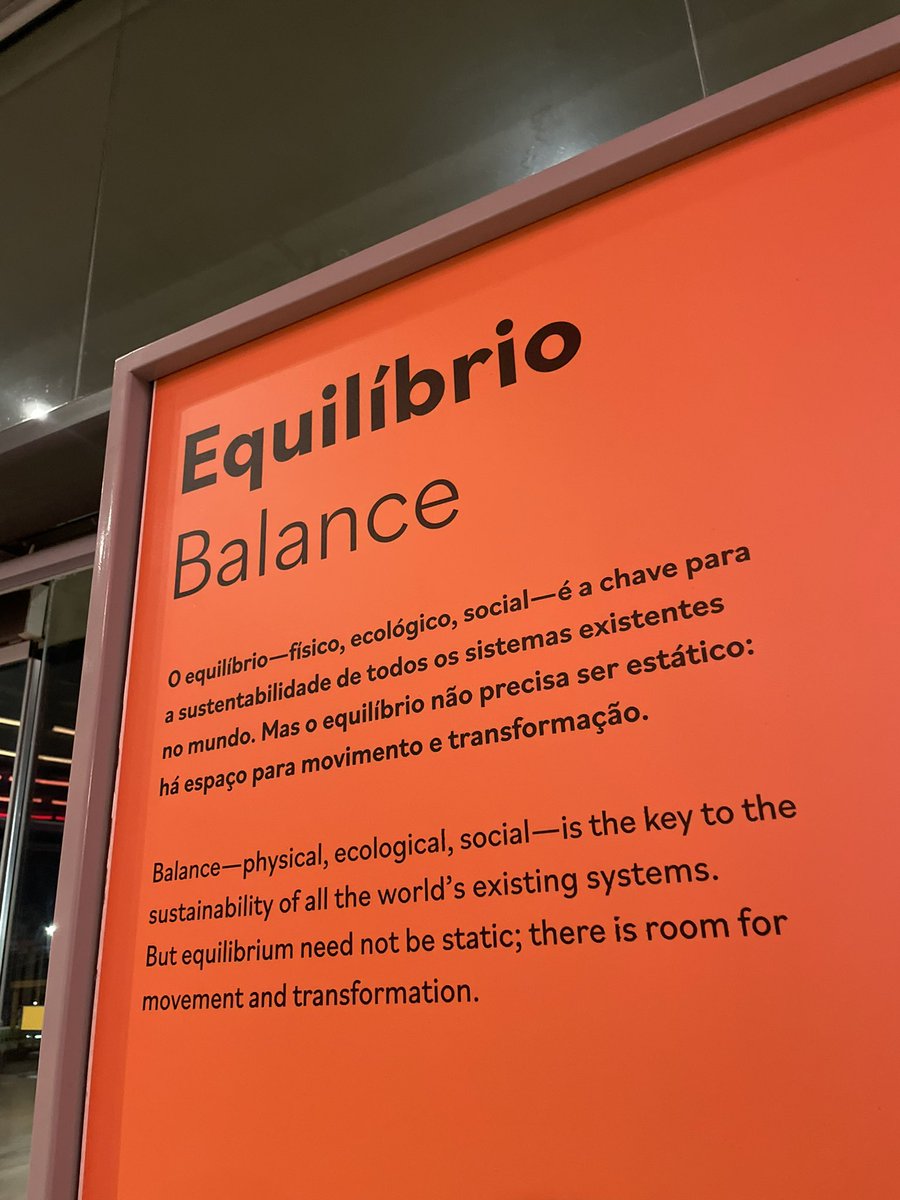 Equilíbrio
Balance
O equilíbrio—físico, ecológico, social—é a chave para
a sustentabilidade de todos os sistemas existentes
no mundo. Mas o equilíbrio não precisa ser estático:
há espaço para movimento e transformação.
Balance—physical, ecological, social—is the key to the
sustainability of all the world’s existing systems.
But equilibrium need not be static; there is room for
movement and transformation.